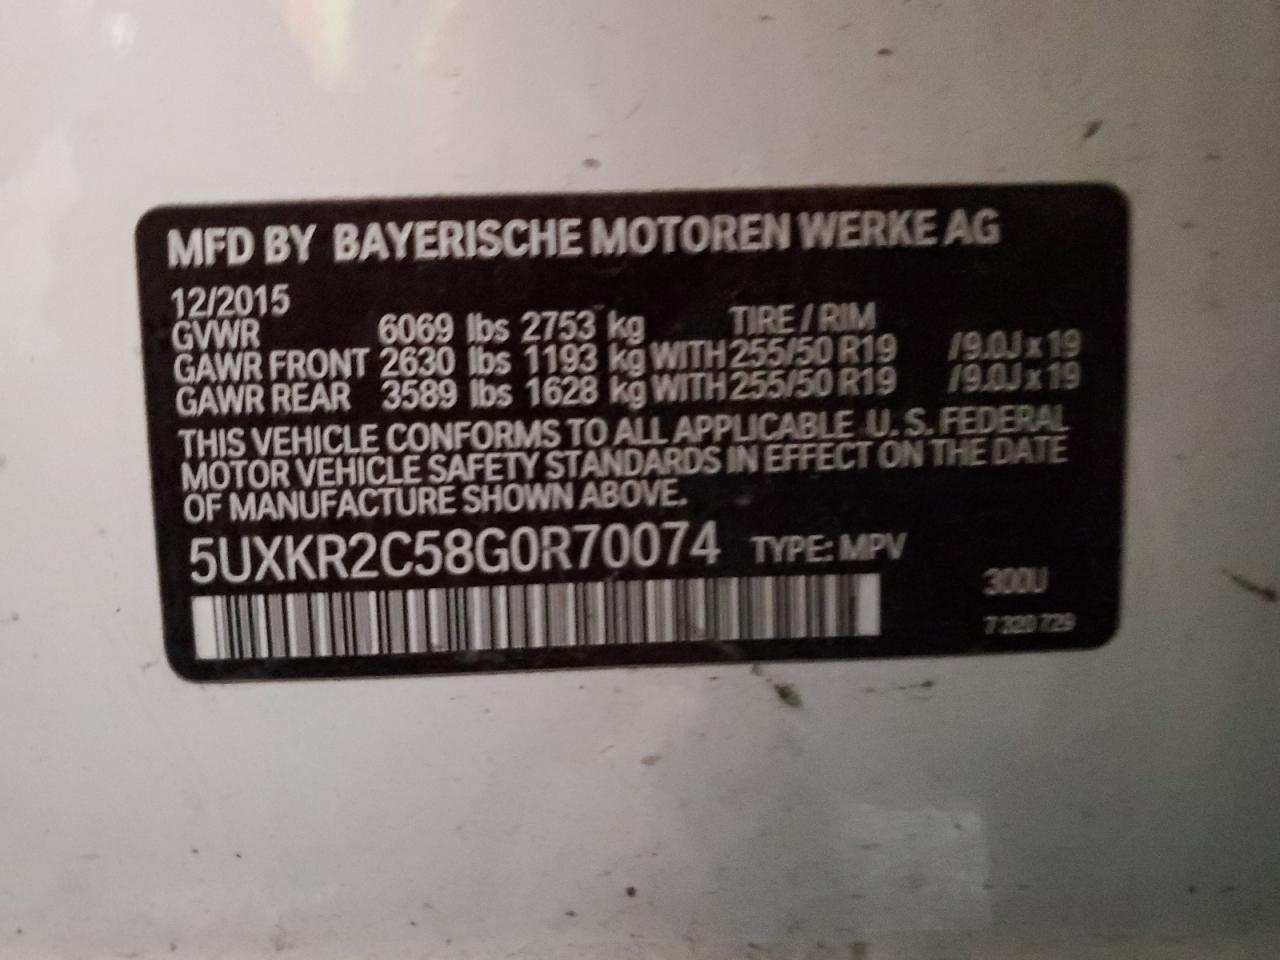 MFD BY BAYERISCHE MOTOREN WERKE AG
12/2015
GVWR 6069 lbs 2753 kg TIRE / RIM
GAWR FRONT 2630 lbs 1193 kg WITH 255/50 R19 /9.0J x 19
GAWR REAR 3589 lbs 1628 kg WITH 255/50 R19 /9.0J x 19
THIS VEHICLE CONFORMS TO ALL APPLICABLE U. S. FEDERAL
MOTOR VEHICLE SAFETY STANDARDS IN EFFECT ON THE DATE
OF MANUFACTURE SHOWN ABOVE.
5UXKR2C58G0R70074 TYPE: MPV
300U
7 320 729